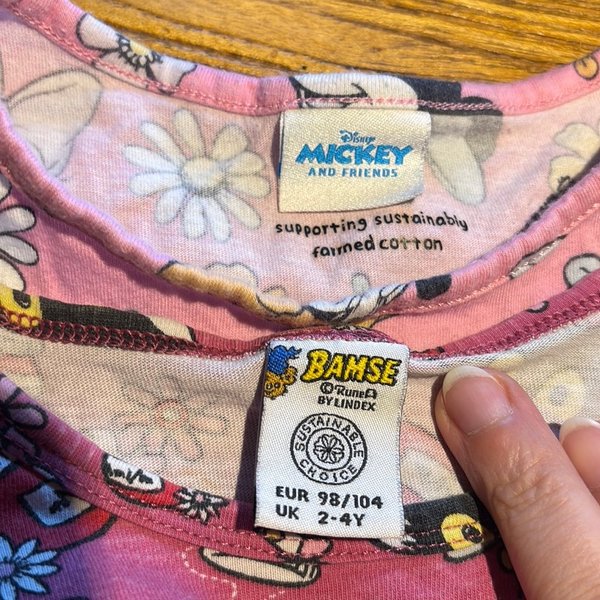 Disney
MICKEY
AND FRIENDS
supporting sustainably
farmed cotton
BAMSE
©RuneA
BY LINDEX
SUSTAINABLE
CHOICE
EUR 98/104
UK 2-4Y